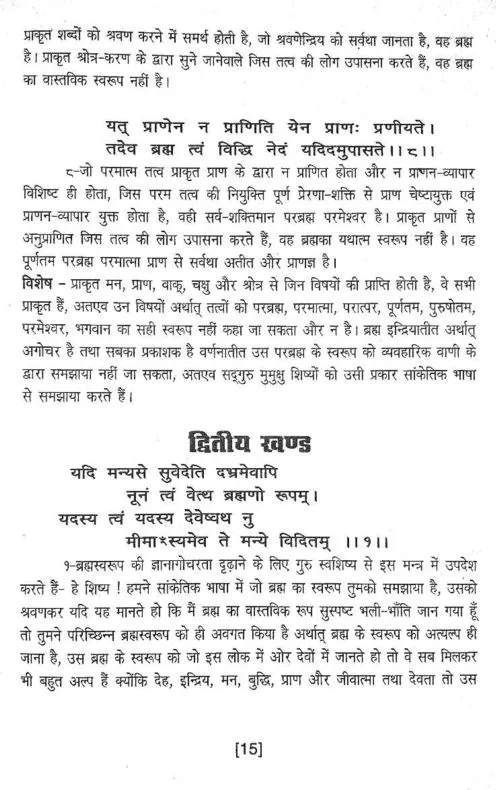 प्राकृत शब्दों को श्रवण करने में समर्थ होती है, जो श्रवणेन्द्रिय को सर्वथा जानता है, वह ब्रह्म
है। प्राकृत श्रोत्र-करण के द्वारा सुने जानेवाले जिस तत्व की लोग उपासना करते हैं, वह ब्रह्म
का वास्तविक स्वरूप नहीं है।
यत् प्राणेन न प्राणिति येन प्राणः प्रणीयते।
तदेव ब्रह्म त्वं विद्धि नेदं यदिदमुपासते।।८।।
८-जो परमात्म तत्व प्राकृत प्राण के द्वारा न प्राणित होता और न प्राणन-व्यापार
विशिष्ट ही होता, जिस परम तत्व की नियुक्ति पूर्ण प्रेरणा-शक्ति से प्राण चेष्टायुक्त एवं
प्राणन-व्यापार युक्त होता है, वही सर्व-शक्तिमान परब्रह्म परमेश्वर है। प्राकृत प्राणों से
अनुप्राणित जिस तत्व की लोग उपासना करते हैं, वह ब्रह्मका यथात्म स्वरूप नहीं है। वह
पूर्णतम परब्रह्म परमात्मा प्राण से सर्वथा अतीत और प्राणज्ञ है।
विशेष - प्राकृत मन, प्राण, वाक्, चक्षु और श्रोत्र से जिन विषयों की प्राप्ति होती है, वे सभी
प्राकृत हैं, अतएव उन विषयों अर्थात् तत्वों को परब्रह्म, परमात्मा, परात्पर, पूर्णतम, पुरुषोतम,
परमेश्वर, भगवान का सही स्वरूप नहीं कहा जा सकता और न है। ब्रह्म इन्द्रियातीत अर्थात्
अगोचर है तथा सबका प्रकाशक है वर्णनातीत उस परब्रह्म के स्वरूप को व्यवहारिक वाणी के
द्वारा समझाया नहीं जा सकता, अतएव सद्गुरु मुमुक्षु शिष्यों को उसी प्रकार सांकेतिक भाषा
से समझाया करते हैं।
द्वितीय खण्ड
यदि मन्यसे सुवेदेति दभ्रमेवापि
नूनं त्वं वेत्थ ब्रह्मणो रूपम्।
यदस्य त्वं यदस्य देवेष्वथ नु
मीमाꣳस्यमेव ते मन्ये विदितम् ।।१।।
१-ब्रह्मस्वरूप की ज्ञानागोचरता दृढ़ाने के लिए गुरु स्वशिष्य से इस मन्त्र में उपदेश
करते हैं- हे शिष्य ! हमने सांकेतिक भाषा में जो ब्रह्म का स्वरूप तुमको समझाया है, उसको
श्रवणकर यदि यह मानते हो कि मैं ब्रह्म का वास्तविक रूप सुस्पष्ट भली-भाँति जान गया हूँ
तो तुमने परिच्छिन्न ब्रह्मस्वरूप को ही अवगत किया है अर्थात् ब्रह्म के स्वरूप को अत्यल्प ही
जाना है, उस ब्रह्म के स्वरूप को जो इस लोक में ओर देवों में जानते हो तो वे सब मिलकर
भी बहुत अल्प हैं क्योंकि देह, इन्द्रिय, मन, बुद्धि, प्राण और जीवात्मा तथा देवता तो उस
[15]